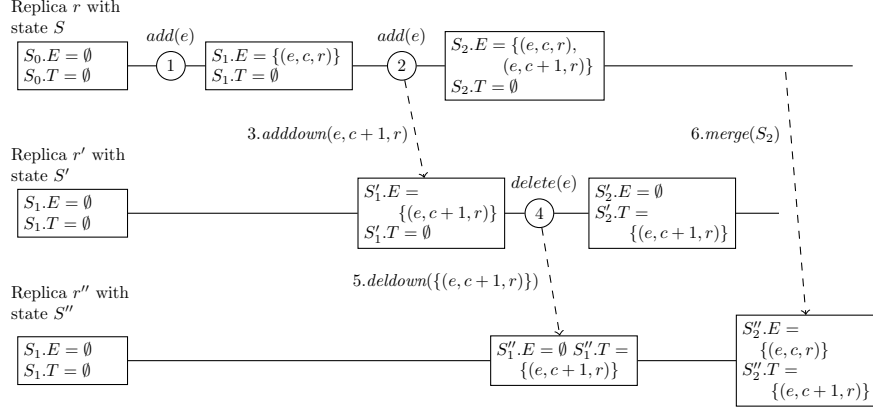 Replica r with
state S
add(e)
add(e)
S₀.E = ∅
S₀.T = ∅
1
S₁.E = {(e, c, r)}
S₁.T = ∅
2
S₂.E = {(e, c, r),
(e, c + 1, r)}
S₂.T = ∅
3.adddown(e, c + 1, r)
6.merge(S₂)
Replica r′ with
state S′
S₁.E = ∅
S₁.T = ∅
S′₁.E =
{(e, c + 1, r)}
S′₁.T = ∅
delete(e)
4
S′₂.E = ∅
S′₂.T =
{(e, c + 1, r)}
5.deldown({(e, c + 1, r)})
Replica r″ with
state S″
S₁.E = ∅
S₁.T = ∅
S″₁.E = ∅ S″₁.T =
{(e, c + 1, r)}
S″₂.E =
{(e, c, r)}
S″₂.T =
{(e, c + 1, r)}